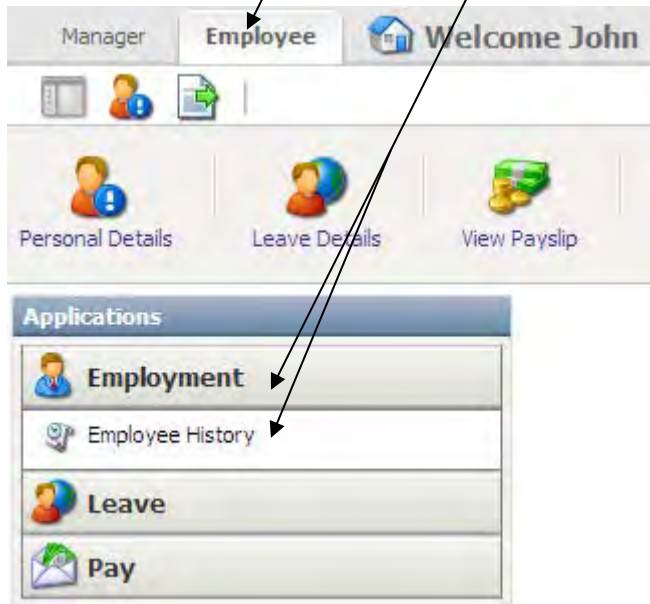 Manager Employee Welcome John
Personal Details Leave Details View Payslip
Applications
Employment
Employee History
Leave
Pay